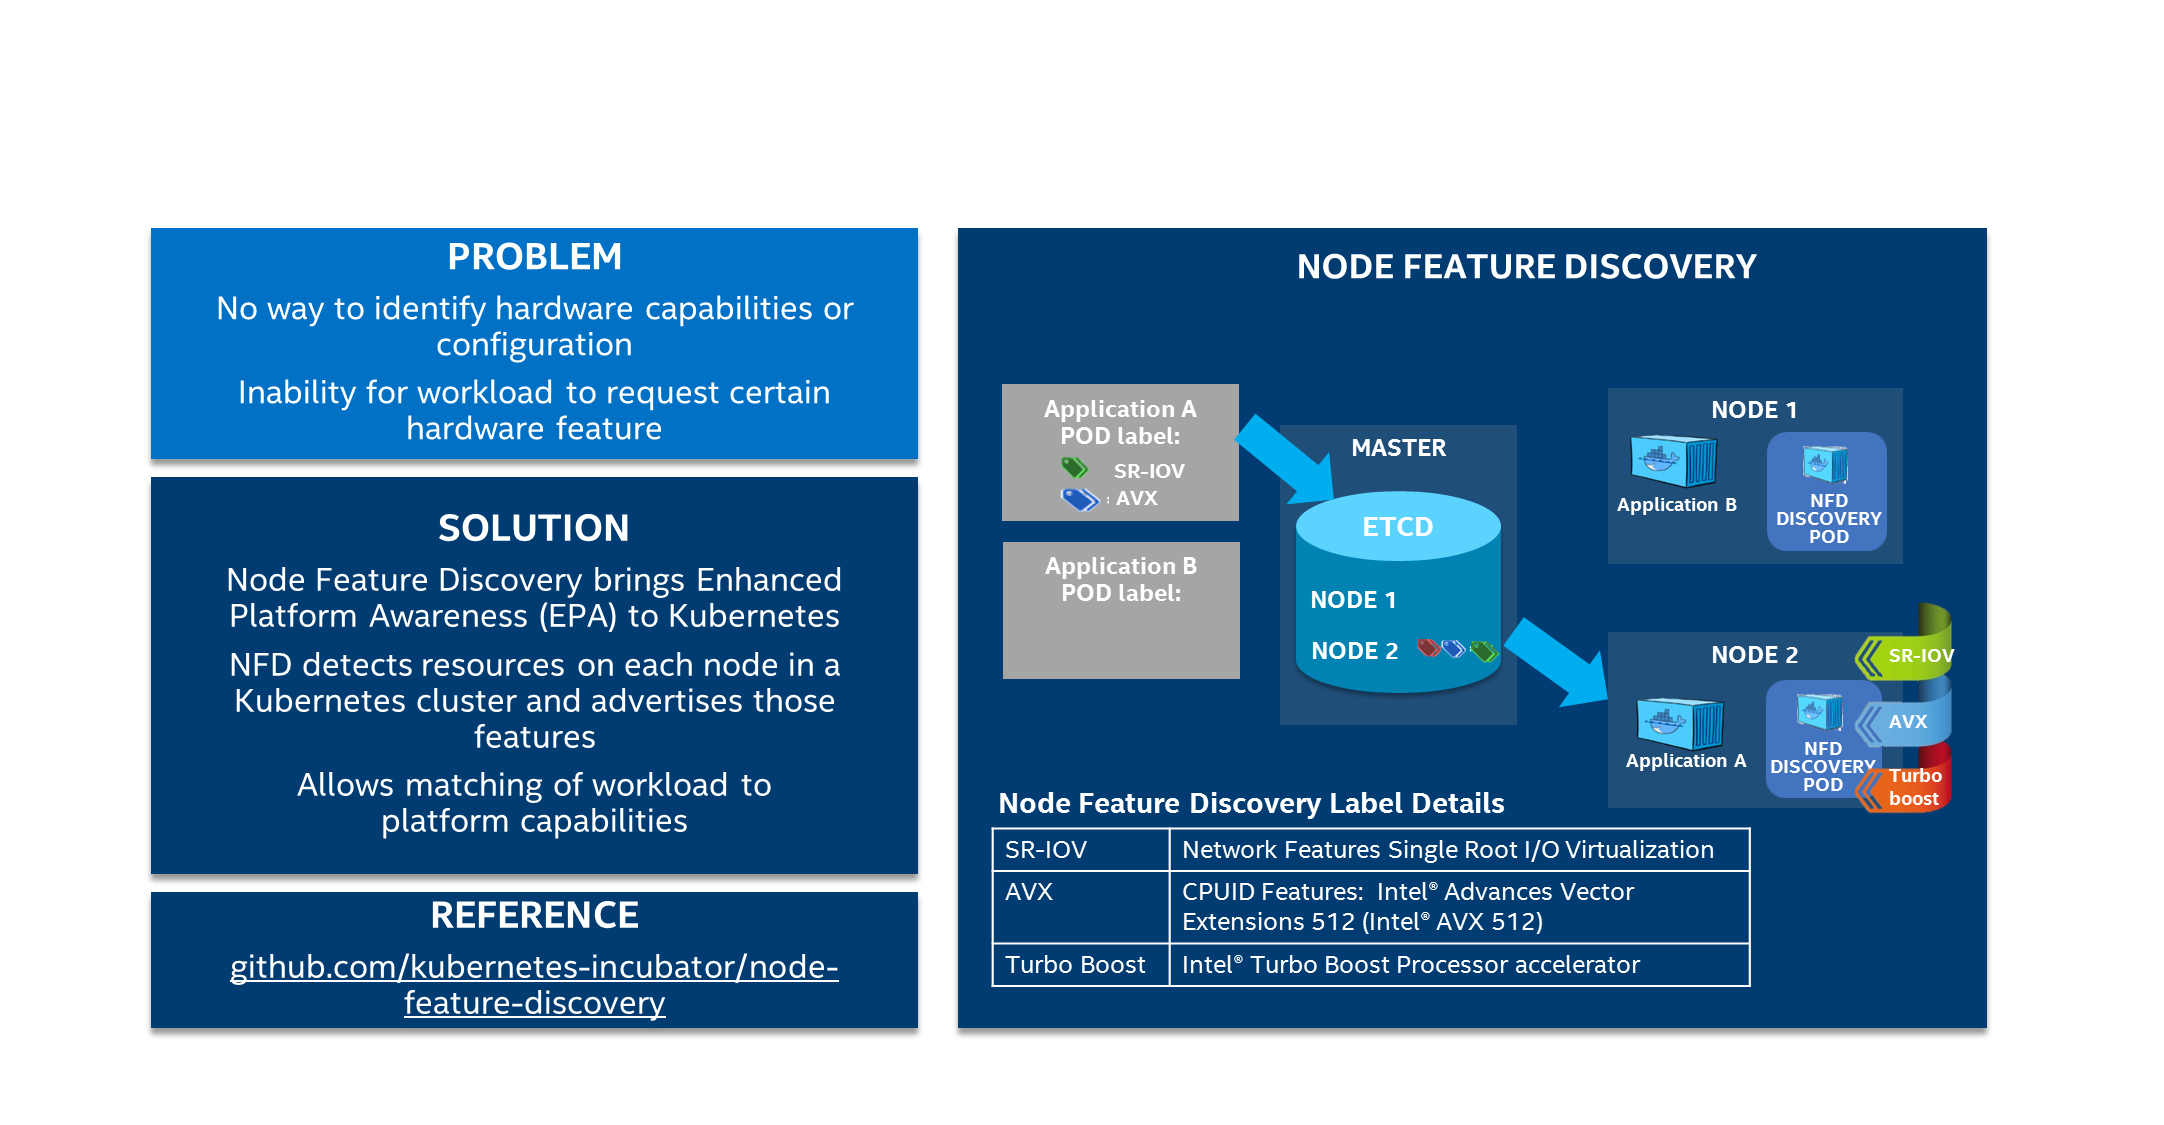 PROBLEM
No way to identify hardware capabilities or
configuration
Inability for workload to request certain
hardware feature
SOLUTION
Node Feature Discovery brings Enhanced
Platform Awareness (EPA) to Kubernetes
NFD detects resources on each node in a
Kubernetes cluster and advertises those
features
Allows matching of workload to
platform capabilities
REFERENCE
github.com/kubernetes-incubator/node-
feature-discovery
NODE FEATURE DISCOVERY
Application A
POD label:
SR-IOV
: AVX
Application B
POD label:
MASTER
ETCD
NODE 1
NODE 2
NODE 1
Application B
NFD
DISCOVERY
POD
NODE 2
Application A
NFD
DISCOVERY
POD
SR-IOV
AVX
Turbo
boost
Node Feature Discovery Label Details
SR-IOV
Network Features Single Root I/O Virtualization
AVX
CPUID Features:  Intel® Advances Vector
Extensions 512 (Intel® AVX 512)
Turbo Boost
Intel® Turbo Boost Processor accelerator